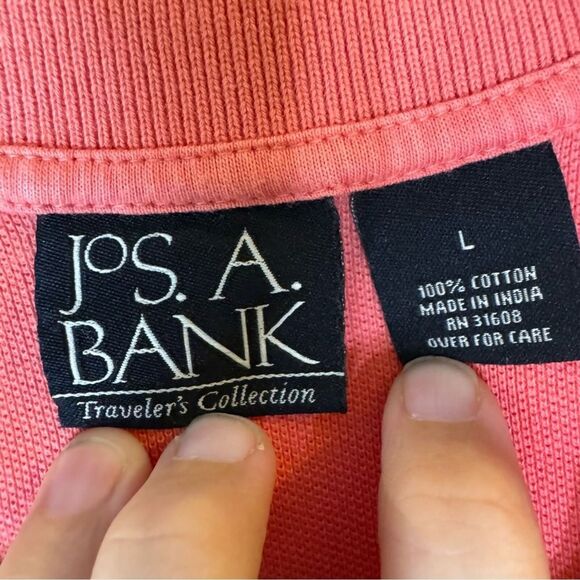 JOS. A.
BANK
Traveler's Collection
L
100% COTTON
MADE IN INDIA
RN 31608
OVER FOR CARE